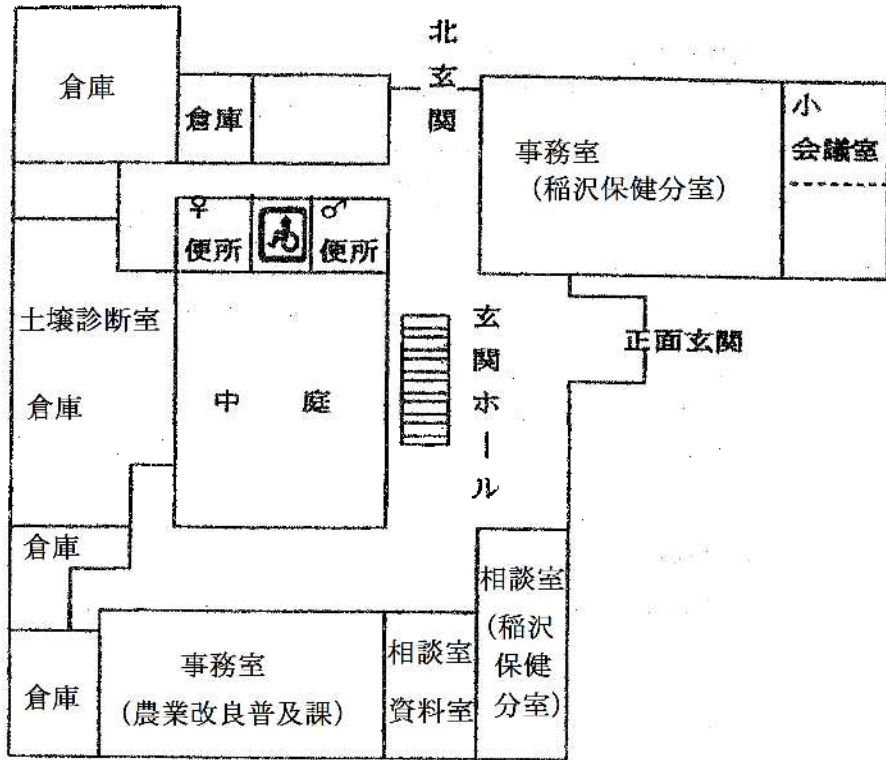 倉庫
倉庫
北玄関
事務室
（稲沢保健分室）
小
会議室
♀
便所
♂
便所
土壌診断室
倉庫
中庭
玄関ホール
正面玄関
倉庫
倉庫
事務室
（農業改良普及課）
相談室
資料室
相談室
（稲沢
保健
分室）